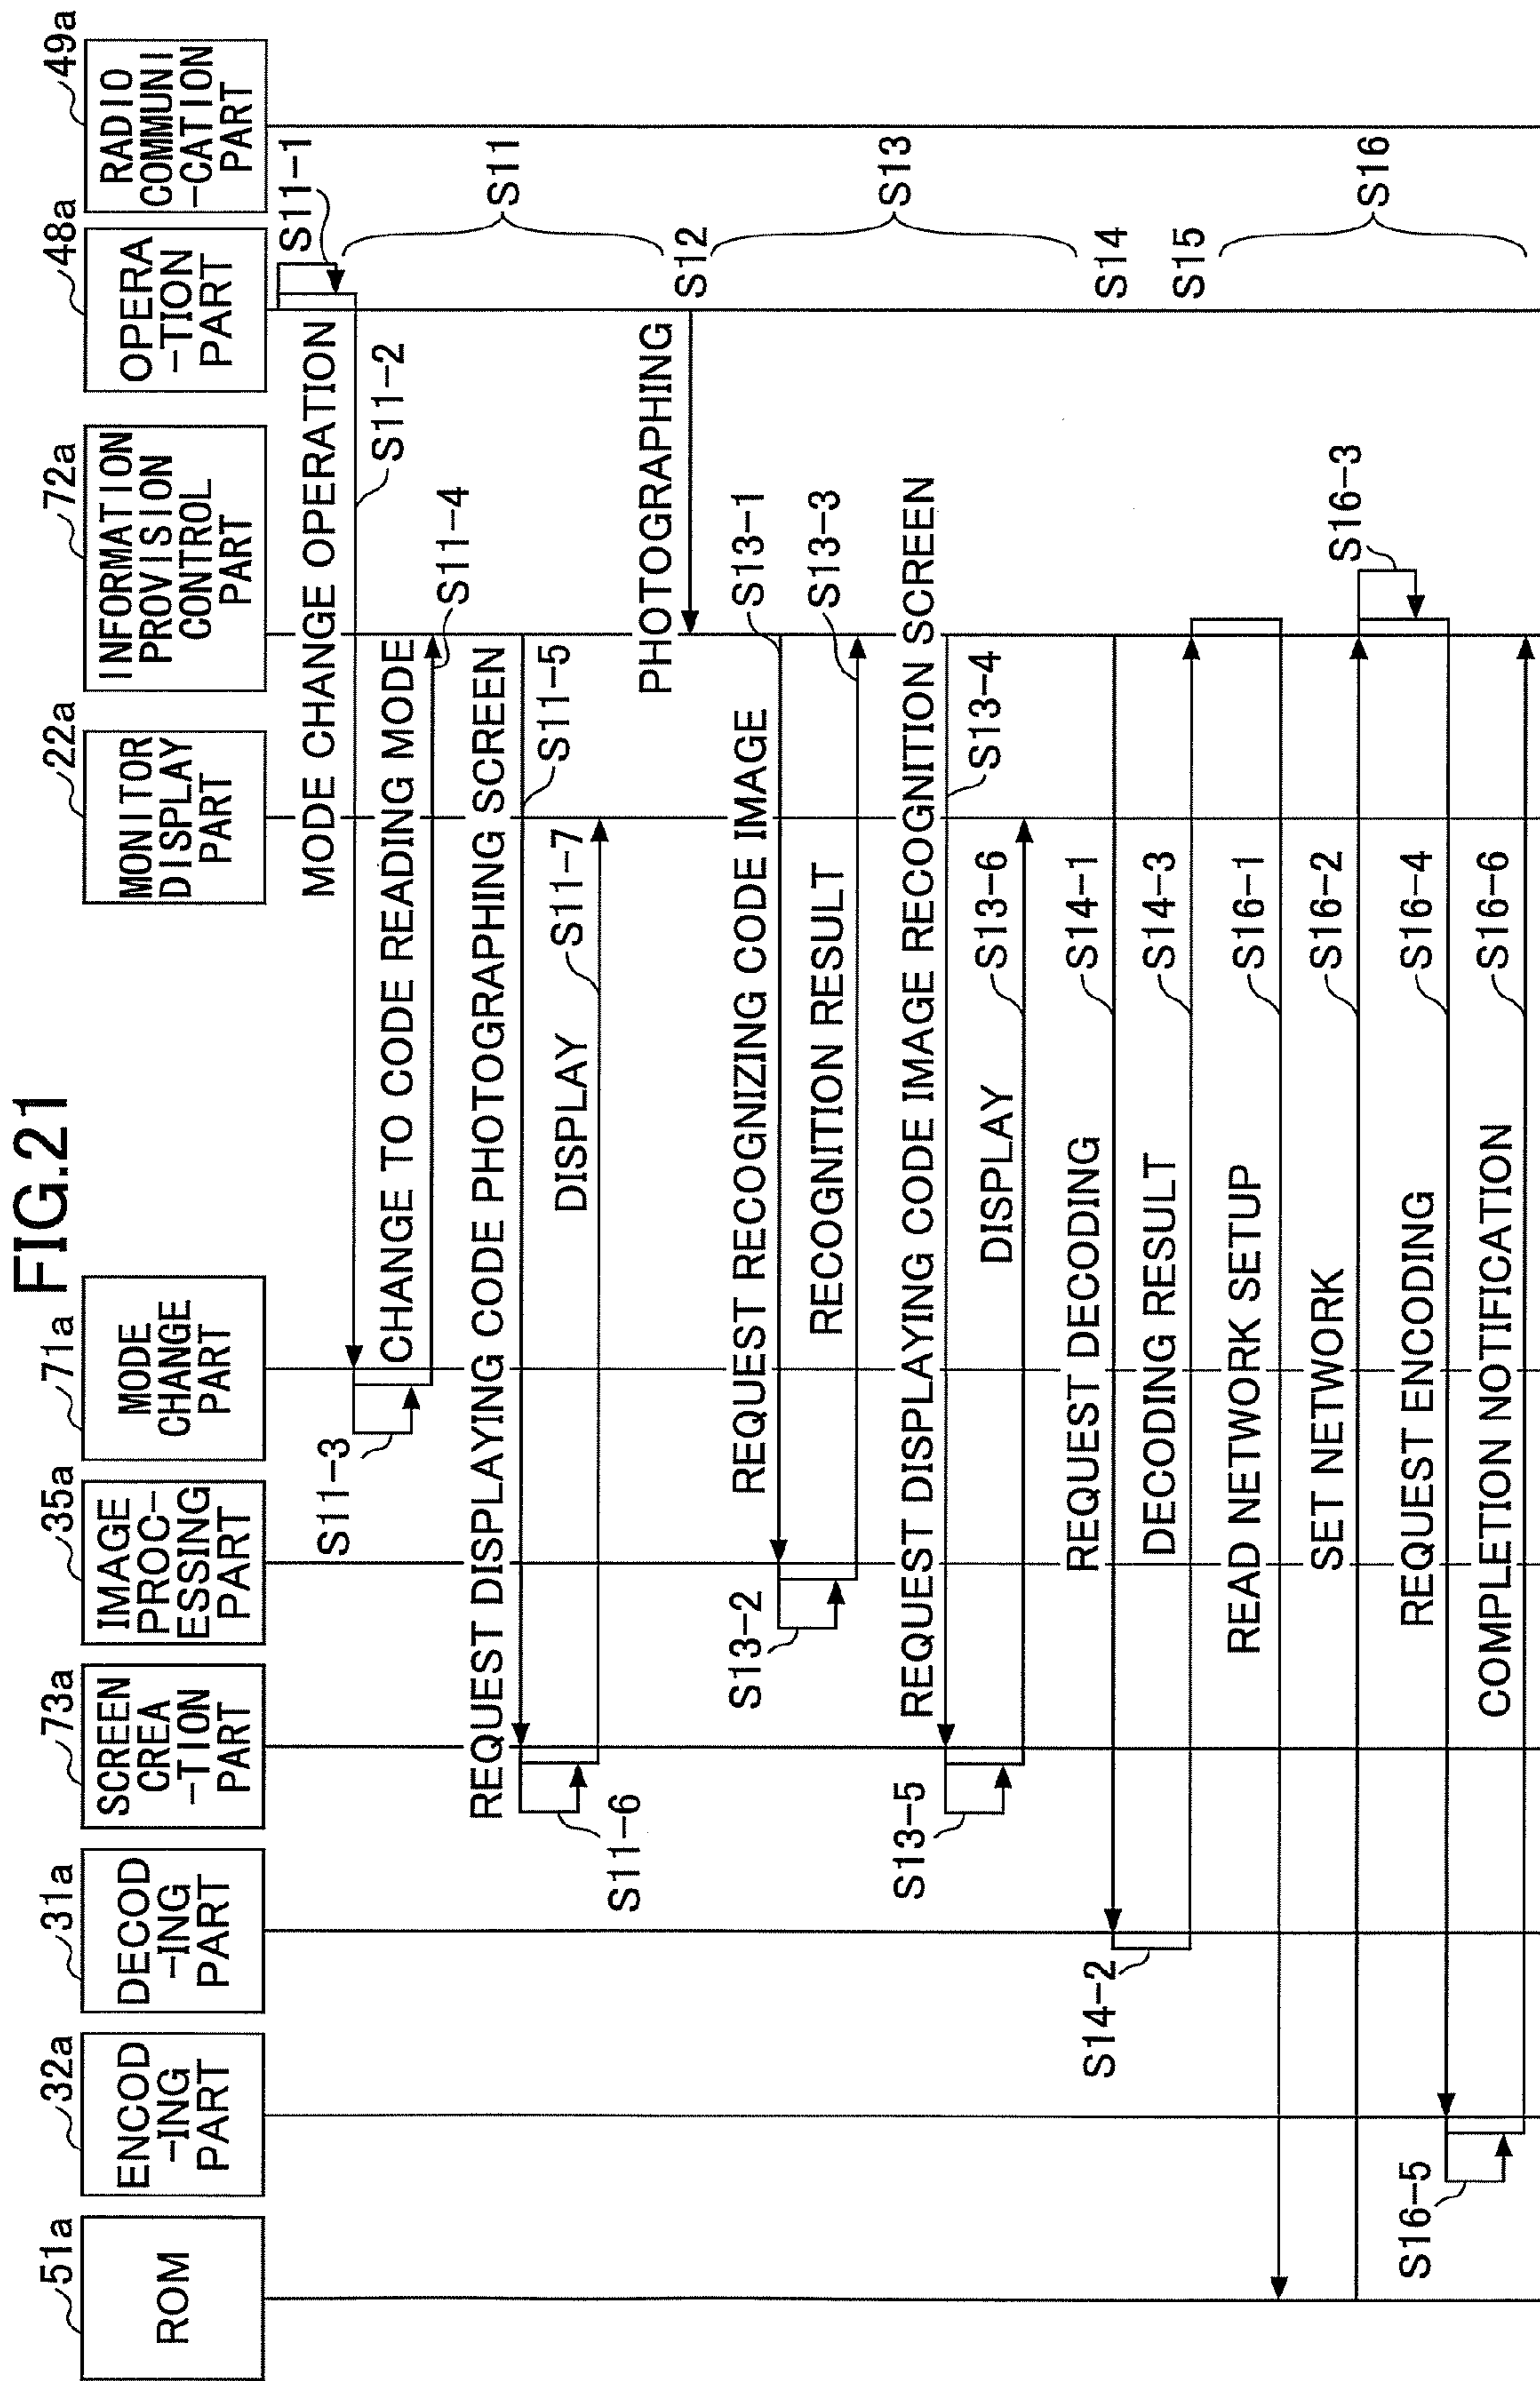 FIG.21
51a
ROM
32a
ENCOD
-ING
PART
31a
DECOD
-ING
PART
73a
SCREEN
CREA
-TION
PART
35a
IMAGE
PROC-
ESSING
PART
71a
MODE
CHANGE
PART
22a
MONITOR
DISPLAY
PART
72a
INFORMATION
PROVISION
CONTROL
PART
48a
OPERA
-TION
PART
49a
RADIO
COMMUNI
-CATION
PART
S11-1
MODE CHANGE OPERATION
S11-2
S11-3
CHANGE TO CODE READING MODE
S11-4
S11
REQUEST DISPLAYING CODE PHOTOGRAPHING SCREEN
S11-5
S11-6
DISPLAY
S11-7
PHOTOGRAPHING
S12
REQUEST RECOGNIZING CODE IMAGE
S13-1
S13-2
RECOGNITION RESULT
S13-3
S13
REQUEST DISPLAYING CODE IMAGE RECOGNITION SCREEN
S13-4
S13-5
DISPLAY
S13-6
REQUEST DECODING
S14-1
S14
S14-2
DECODING RESULT
S14-3
S15
READ NETWORK SETUP
S16-1
SET NETWORK
S16-2
S16-3
S16
REQUEST ENCODING
S16-4
S16-5
COMPLETION NOTIFICATION
S16-6